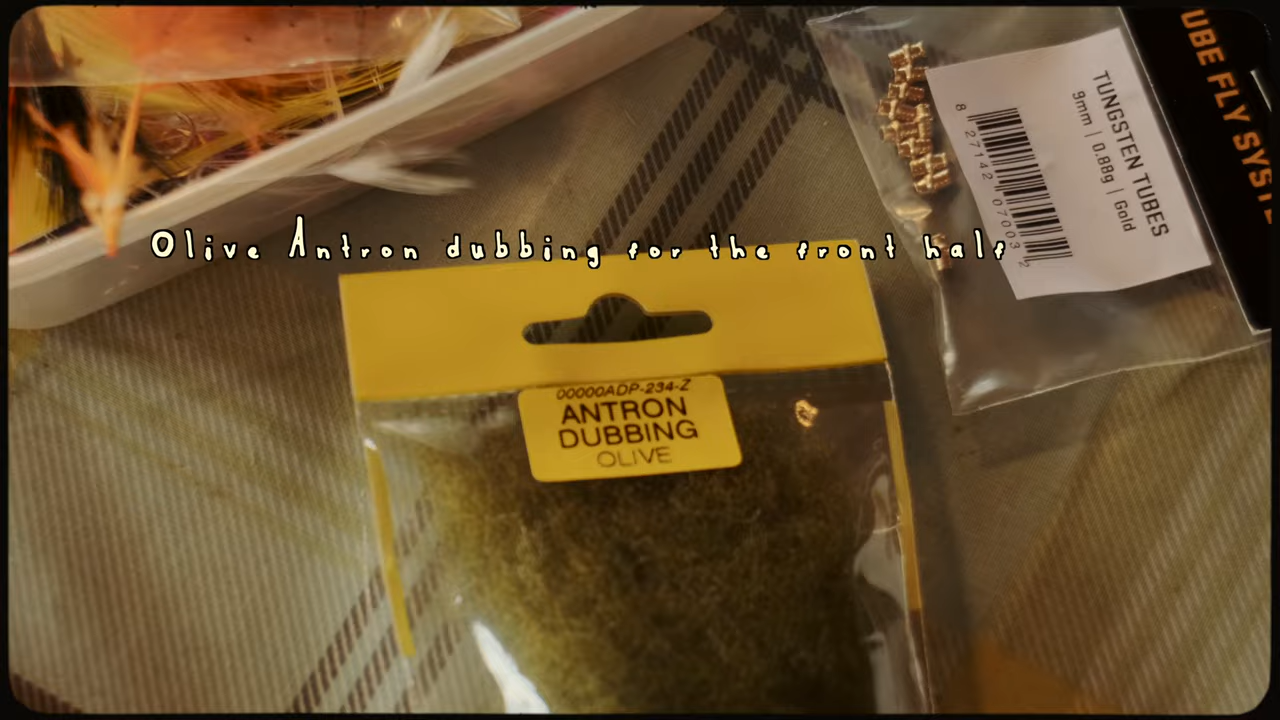 UBE FLY SYSTE
TUNGSTEN TUBES
9mm | 0.88g | Gold
8 27142 07003 2
Olive Antron dubbing for the front half
00000ADP-234-Z
ANTRON
DUBBING
OLIVE